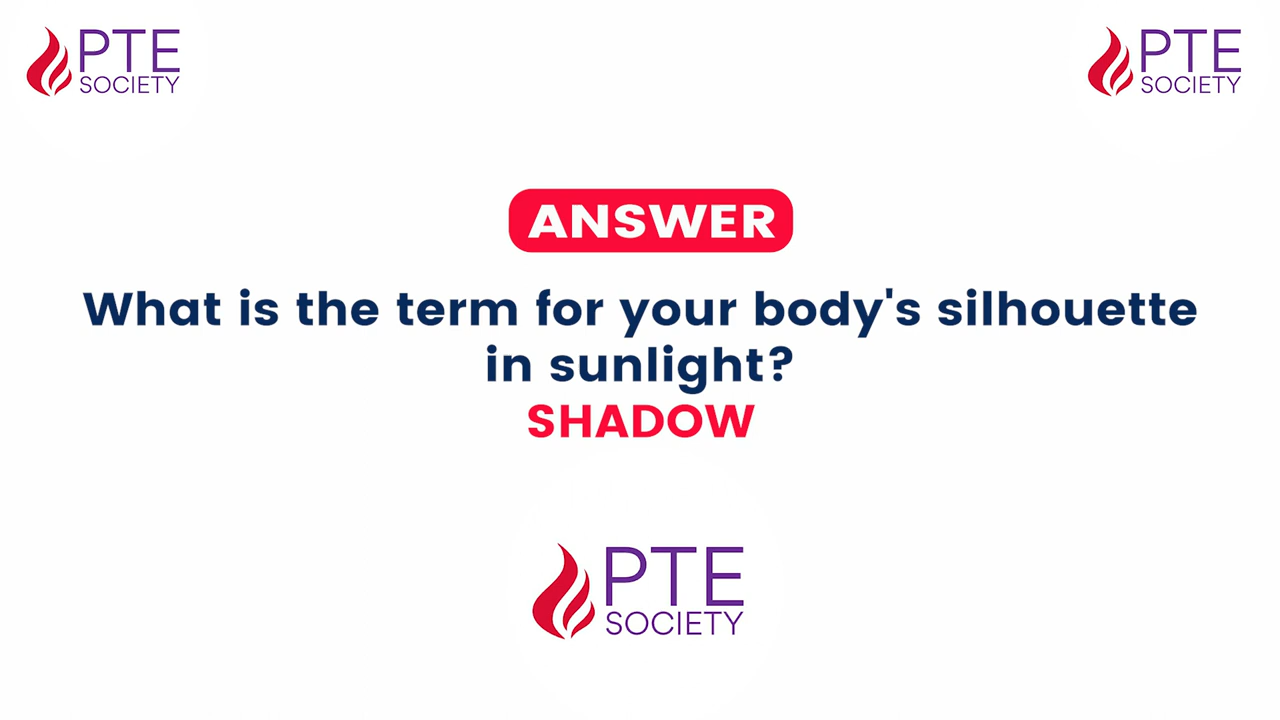 PTE
SOCIETY
PTE
SOCIETY
ANSWER
What is the term for your body's silhouette
in sunlight?
SHADOW
PTE
SOCIETY